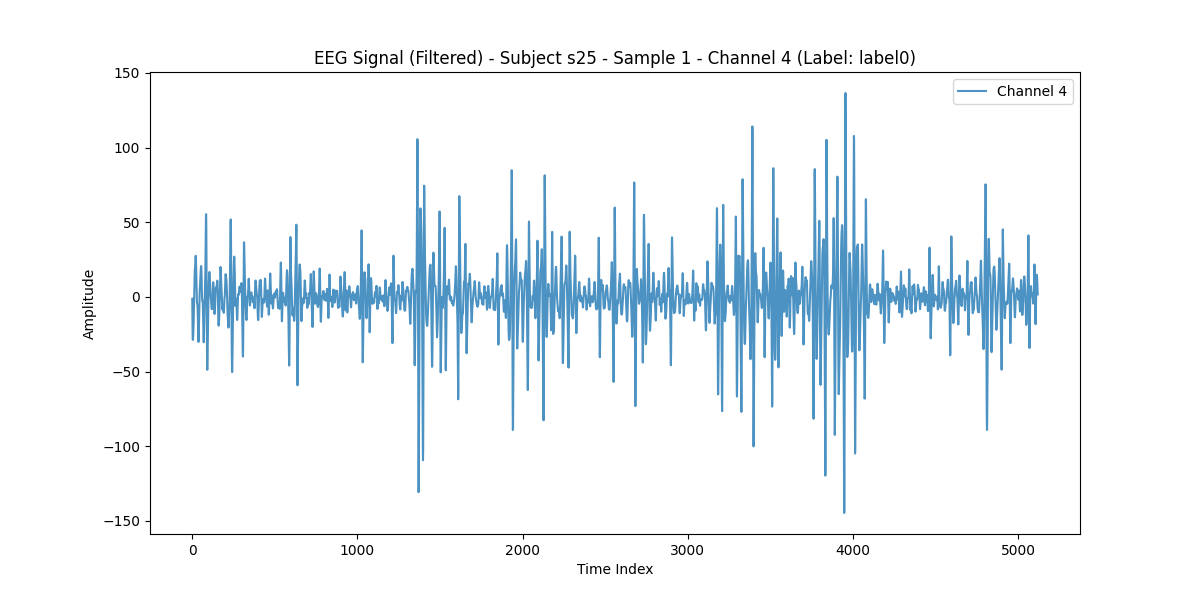 EEG Signal (Filtered) - Subject s25 - Sample 1 - Channel 4 (Label: label0)
Channel 4
150
100
50
0
−50
−100
−150
Amplitude
0 1000 2000 3000 4000 5000
Time Index